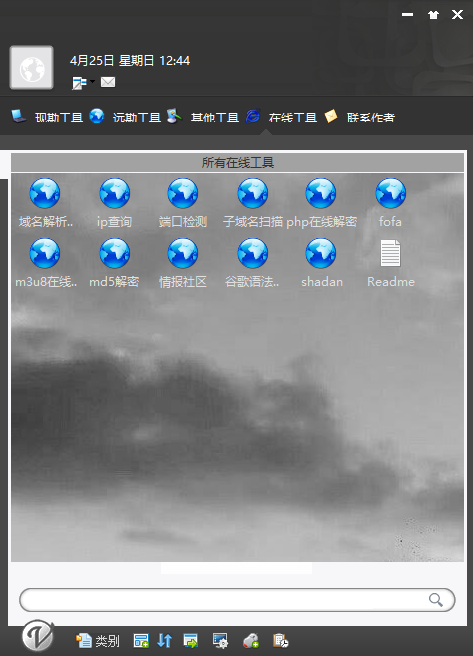 4月25日 星期日 12:44
现勘工具 远勘工具 其他工具 在线工具 联系作者
所有在线工具
域名解析.. ip查询 端口检测 子域名扫描 php在线解密 fofa
m3u8在线.. md5解密 情报社区 谷歌语法.. shadan Readme
类别